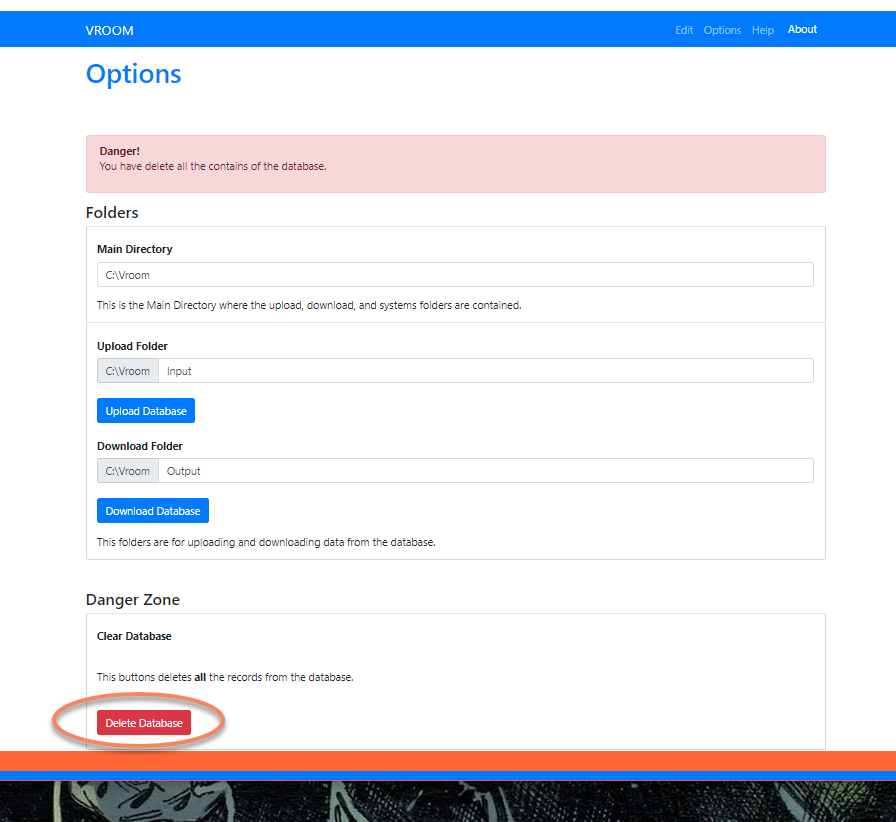 VROOM
Edit Options Help About
Options
Danger!
You have delete all the contains of the database.
Folders
Main Directory
C:\Vroom
This is the Main Directory where the upload, download, and systems folders are contained.
Upload Folder
C:\Vroom Input
Upload Database
Download Folder
C:\Vroom Output
Download Database
This folders are for uploading and downloading data from the database.
Danger Zone
Clear Database
This buttons deletes all the records from the database.
Delete Database